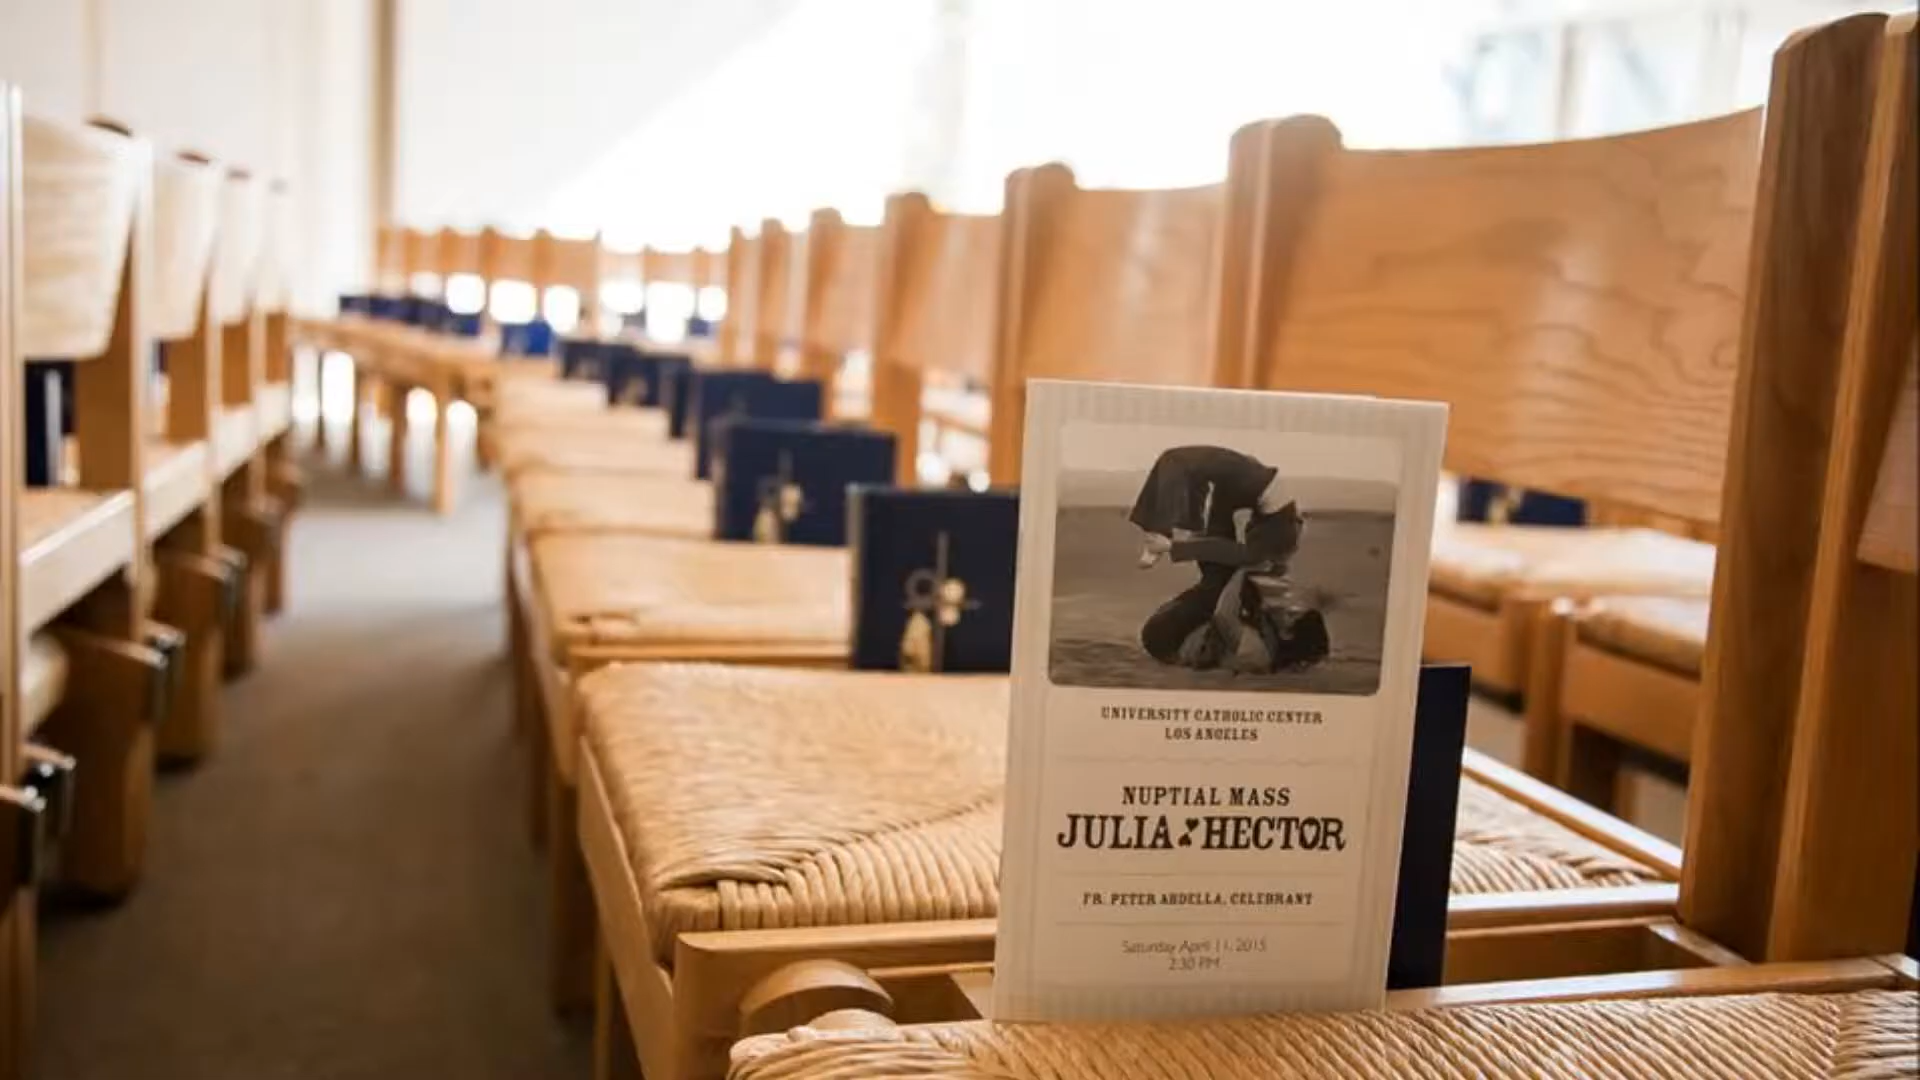 UNIVERSITY CATHOLIC CENTER
LOS ANGELES
NUPTIAL MASS
JULIA HECTOR
FR. PETER ABDELLA, CELEBRANT
Saturday April 11, 2015
2:30 PM